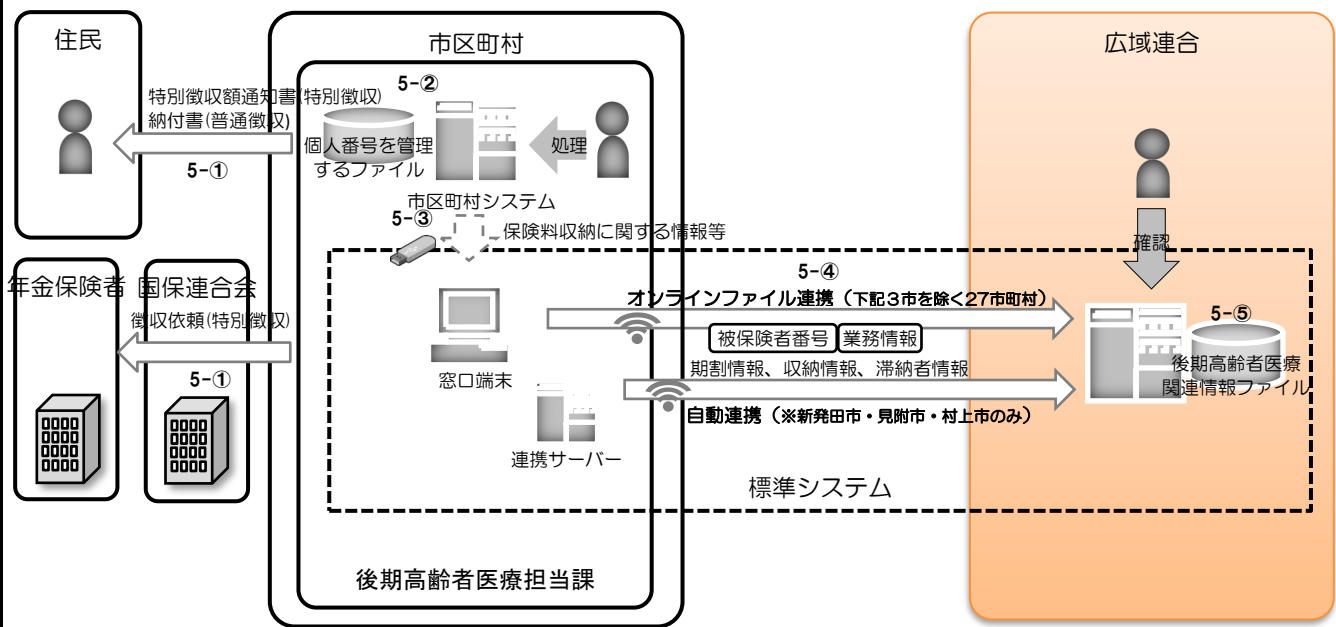 住民
市区町村
広域連合
特別徴収額通知書(特別徴収)
納付書(普通徴収)
5-①
5-②
個人番号を管理
するファイル
処理
市区町村システム
5-③
保険料収納に関する情報等
確認
年金保険者
国保連合会
徴収依頼(特別徴収)
5-①
5-④
オンラインファイル連携（下記３市を除く27市町村）
被保険者番号
業務情報
期割情報、収納情報、滞納者情報
自動連携（※新発田市・見附市・村上市のみ）
窓口端末
連携サーバー
5-⑤
後期高齢者医療
関連情報ファイル
標準システム
後期高齢者医療担当課